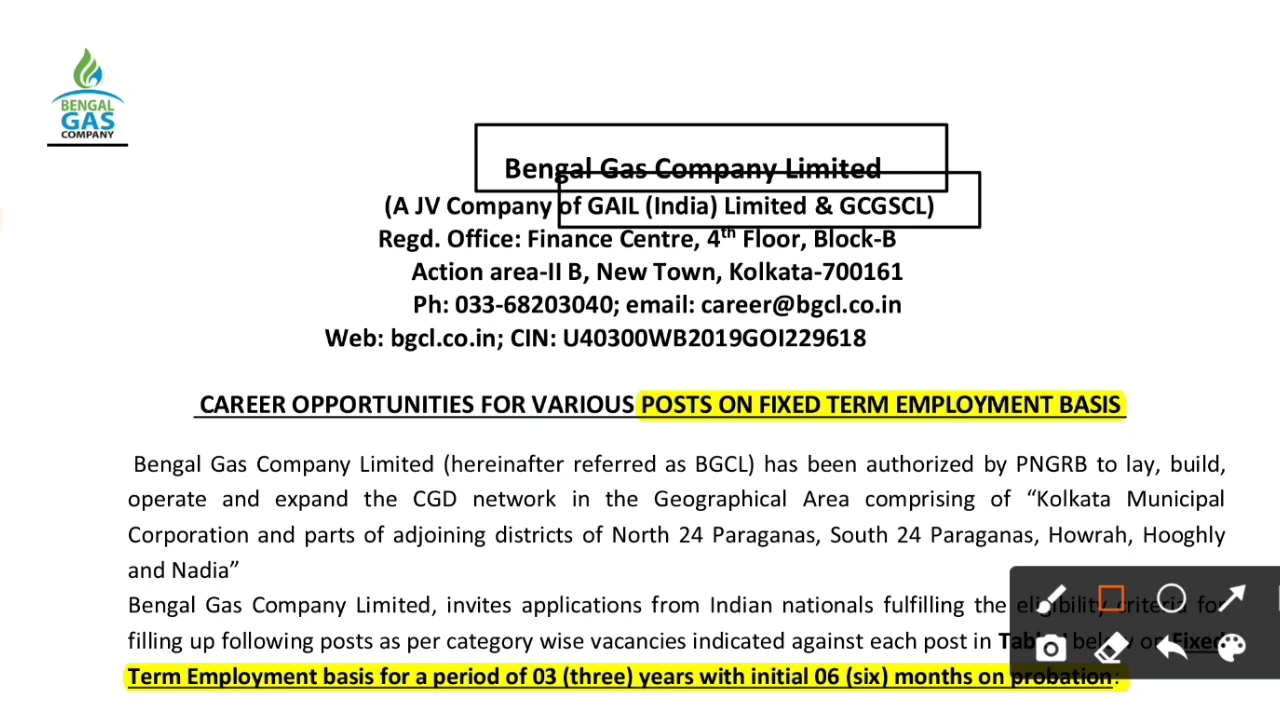 BENGAL
GAS
COMPANY
Bengal Gas Company Limited
(A JV Company of GAIL (India) Limited & GCGSCL)
Regd. Office: Finance Centre, 4th Floor, Block-B
Action area-II B, New Town, Kolkata-700161
Ph: 033-68203040; email: career@bgcl.co.in
Web: bgcl.co.in; CIN: U40300WB2019GOI229618
CAREER OPPORTUNITIES FOR VARIOUS POSTS ON FIXED TERM EMPLOYMENT BASIS
Bengal Gas Company Limited (hereinafter referred as BGCL) has been authorized by PNGRB to lay, build,
operate and expand the CGD network in the Geographical Area comprising of “Kolkata Municipal
Corporation and parts of adjoining districts of North 24 Paraganas, South 24 Paraganas, Howrah, Hooghly
and Nadia”
Bengal Gas Company Limited, invites applications from Indian nationals fulfilling the eligibility criteria for
filling up following posts as per category wise vacancies indicated against each post in below on Fixed
Term Employment basis for a period of 03 (three) years with initial 06 (six) months on probation: